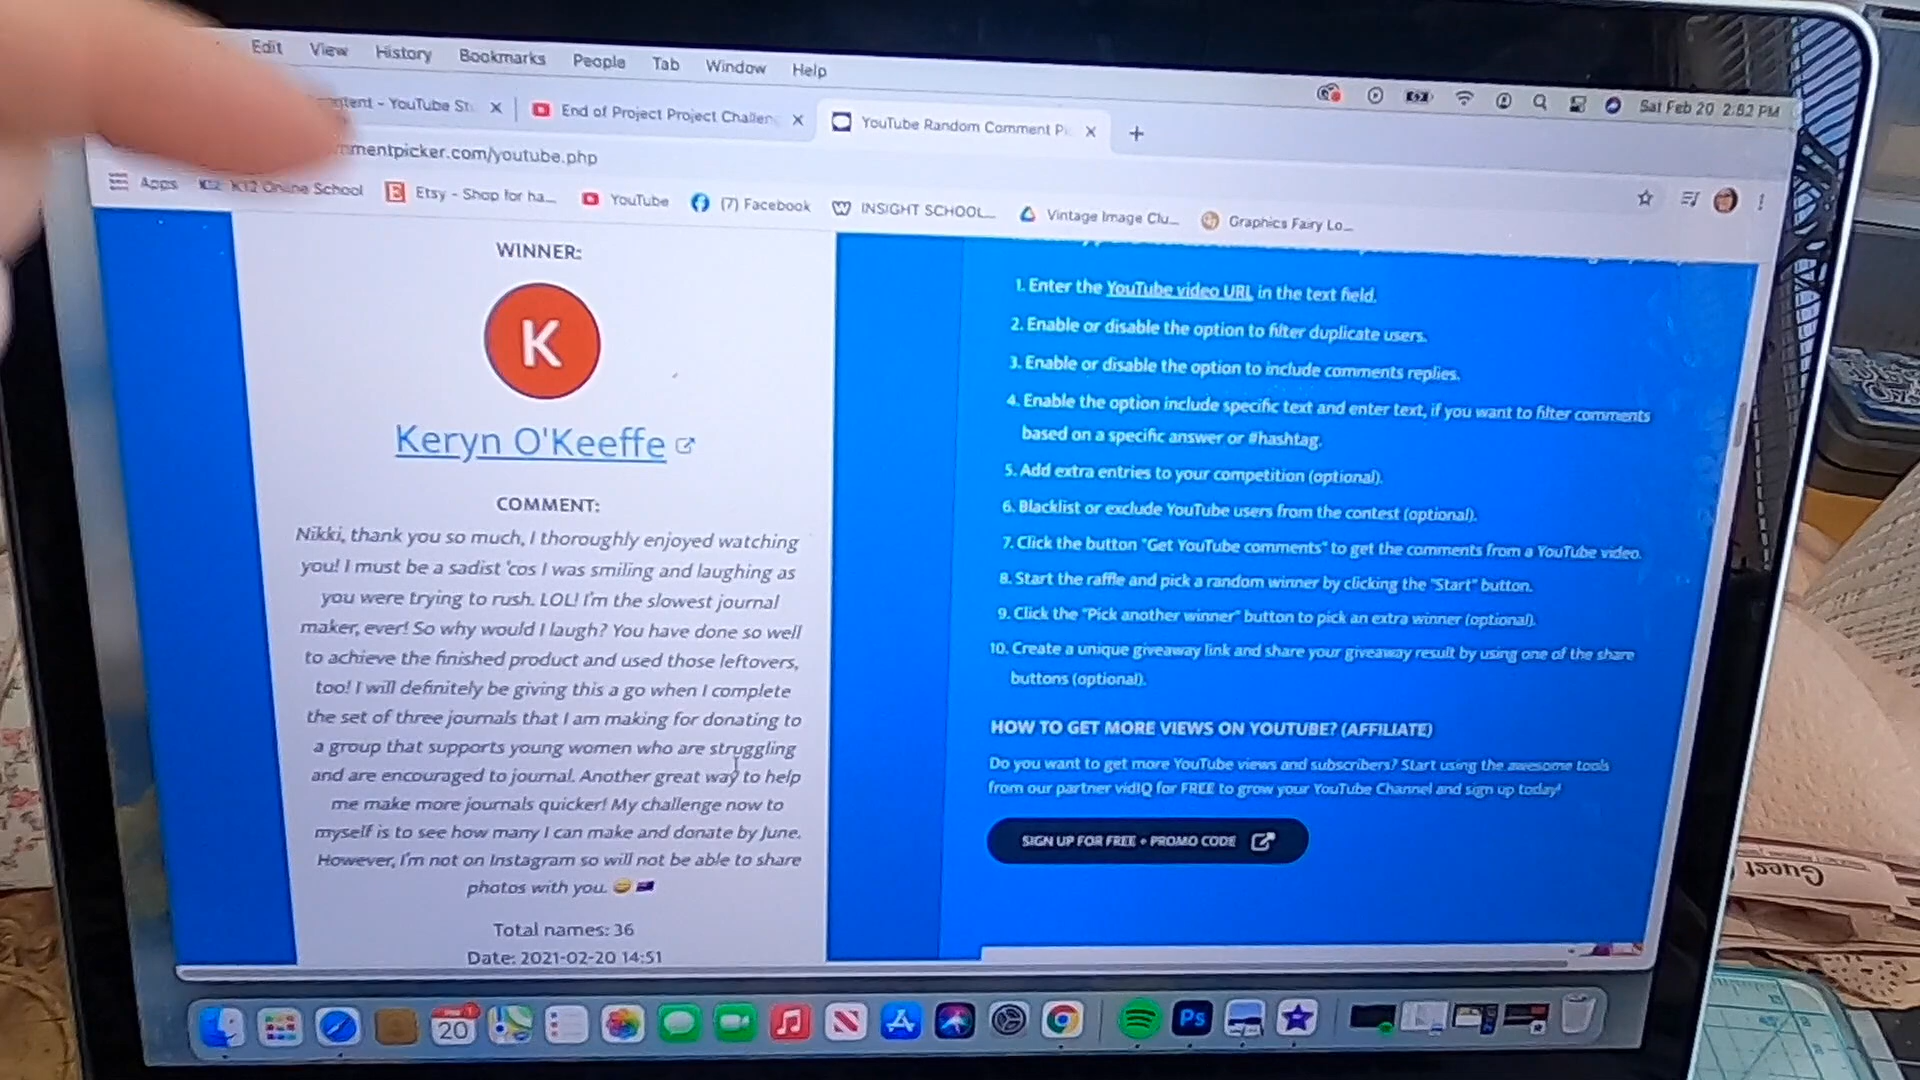 Edit View History Bookmarks People Tab Window Help
Sat Feb 20 2:52 PM
- YouTube St
End of Project Project Challen
YouTube Random Comment Pi
mmentpicker.com/youtube.php
Apps
K12 Online School
Etsy - Shop for ha...
YouTube
(7) Facebook
INSIGHT SCHOOL...
Vintage Image Clu...
Graphics Fairy Lo...
WINNER:
K
Keryn O'Keeffe
COMMENT:
Nikki, thank you so much, I thoroughly enjoyed watching
you! I must be a sadist 'cos I was smiling and laughing as
you were trying to rush. LOL! I'm the slowest journal
maker, ever! So why would I laugh? You have done so well
to achieve the finished product and used those leftovers,
too! I will definitely be giving this a go when I complete
the set of three journals that I am making for donating to
a group that supports young women who are struggling
and are encouraged to journal. Another great way to help
me make more journals quicker! My challenge now to
myself is to see how many I can make and donate by June.
However, I'm not on Instagram so will not be able to share
photos with you.
Total names: 36
Date: 2021-02-20 14:51
1. Enter the YouTube video URL in the text field.
2. Enable or disable the option to filter duplicate users.
3. Enable or disable the option to include comments replies.
4. Enable the option include specific text and enter text, if you want to filter comments
based on a specific answer or #hashtag.
5. Add extra entries to your competition (optional).
6. Blacklist or exclude YouTube users from the contest (optional).
7. Click the button "Get YouTube comments" to get the comments from a YouTube video.
8. Start the raffle and pick a random winner by clicking the "Start" button.
9. Click the "Pick another winner" button to pick an extra winner (optional).
10. Create a unique giveaway link and share your giveaway result by using one of the share
buttons (optional).
HOW TO GET MORE VIEWS ON YOUTUBE? (AFFILIATE)
Do you want to get more YouTube views and subscribers? Start using the awesome tools
from our partner vidIQ for FREE to grow your YouTube Channel and sign up today!
SIGN UP FOR FREE + PROMO CODE
20
Ps
Guest